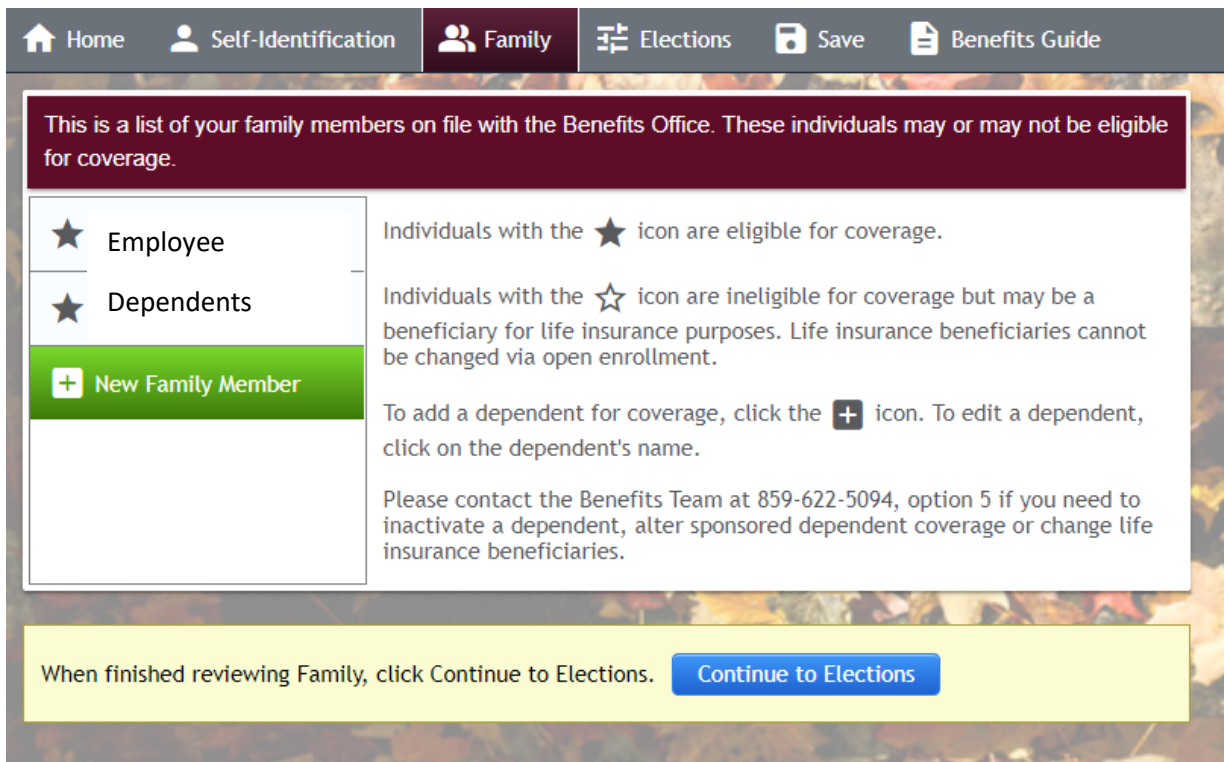 Home Self-Identification Family Elections Save Benefits Guide
This is a list of your family members on file with the Benefits Office. These individuals may or may not be eligible
for coverage.
Employee
Dependents
New Family Member
Individuals with the ★ icon are eligible for coverage.
Individuals with the ☆ icon are ineligible for coverage but may be a
beneficiary for life insurance purposes. Life insurance beneficiaries cannot
be changed via open enrollment.
To add a dependent for coverage, click the + icon. To edit a dependent,
click on the dependent's name.
Please contact the Benefits Team at 859-622-5094, option 5 if you need to
inactivate a dependent, alter sponsored dependent coverage or change life
insurance beneficiaries.
When finished reviewing Family, click Continue to Elections. Continue to Elections